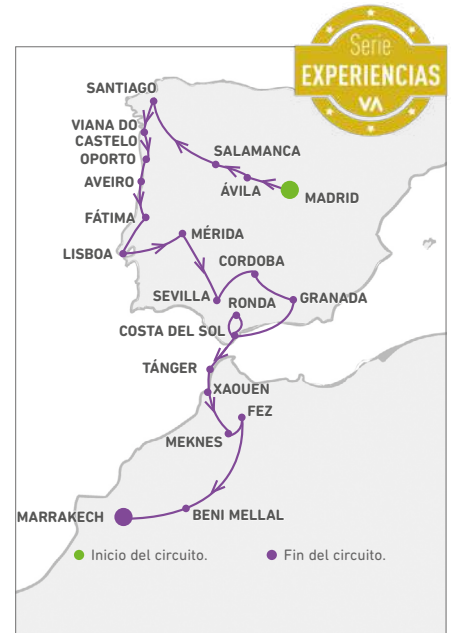 Serie
EXPERIENCIAS
VA
SANTIAGO
VIANA DO
CASTELO
OPORTO
SALAMANCA
AVEIRO
ÁVILA
MADRID
FÁTIMA
MÉRIDA
LISBOA
CORDOBA
SEVILLA
RONDA
GRANADA
COSTA DEL SOL
TÁNGER
XAOUEN
FEZ
MEKNES
MARRAKECH
BENI MELLAL
Inicio del circuito.
Fin del circuito.